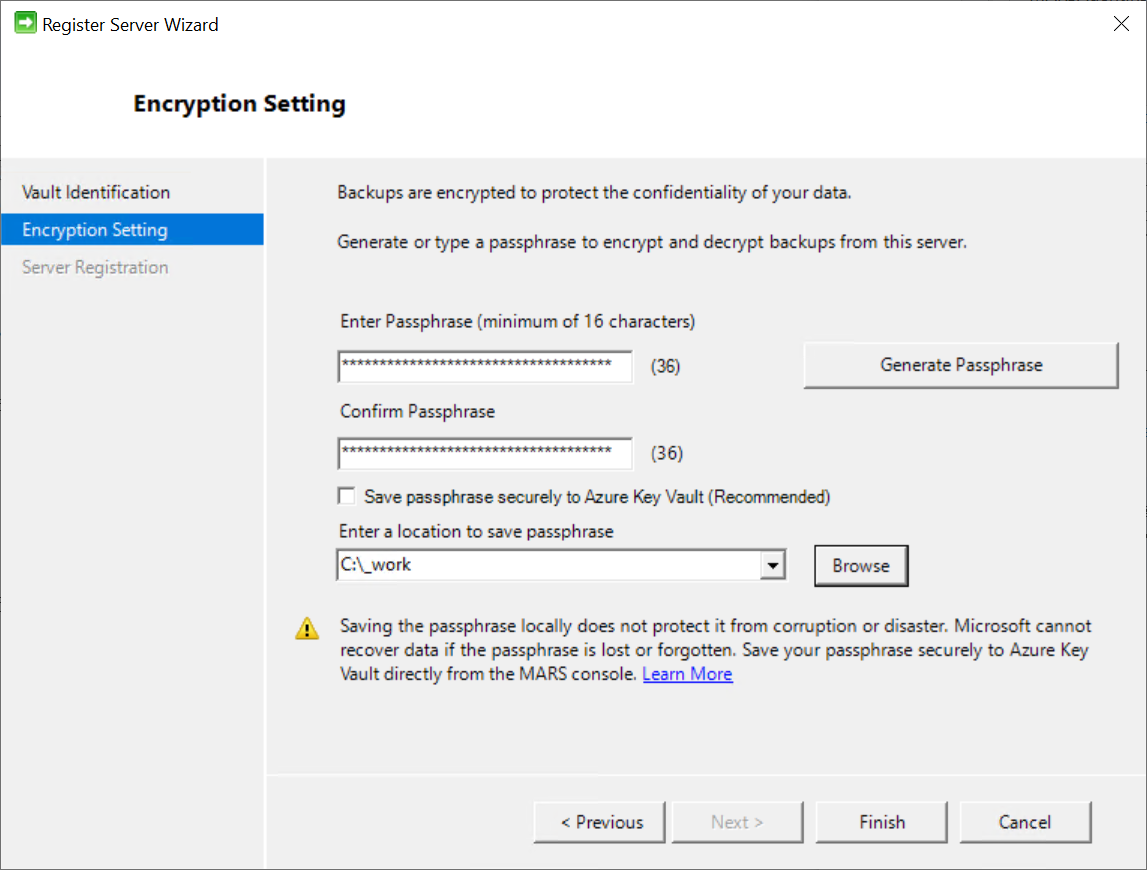 Register Server Wizard
Encryption Setting
Vault Identification
Encryption Setting
Server Registration
Backups are encrypted to protect the confidentiality of your data.
Generate or type a passphrase to encrypt and decrypt backups from this server.
Enter Passphrase (minimum of 16 characters)
************************************ (36)
Generate Passphrase
Confirm Passphrase
************************************ (36)
Save passphrase securely to Azure Key Vault (Recommended)
Enter a location to save passphrase
C:\_work
Browse
Saving the passphrase locally does not protect it from corruption or disaster. Microsoft cannot
recover data if the passphrase is lost or forgotten. Save your passphrase securely to Azure Key
Vault directly from the MARS console. Learn More
< Previous
Next >
Finish
Cancel